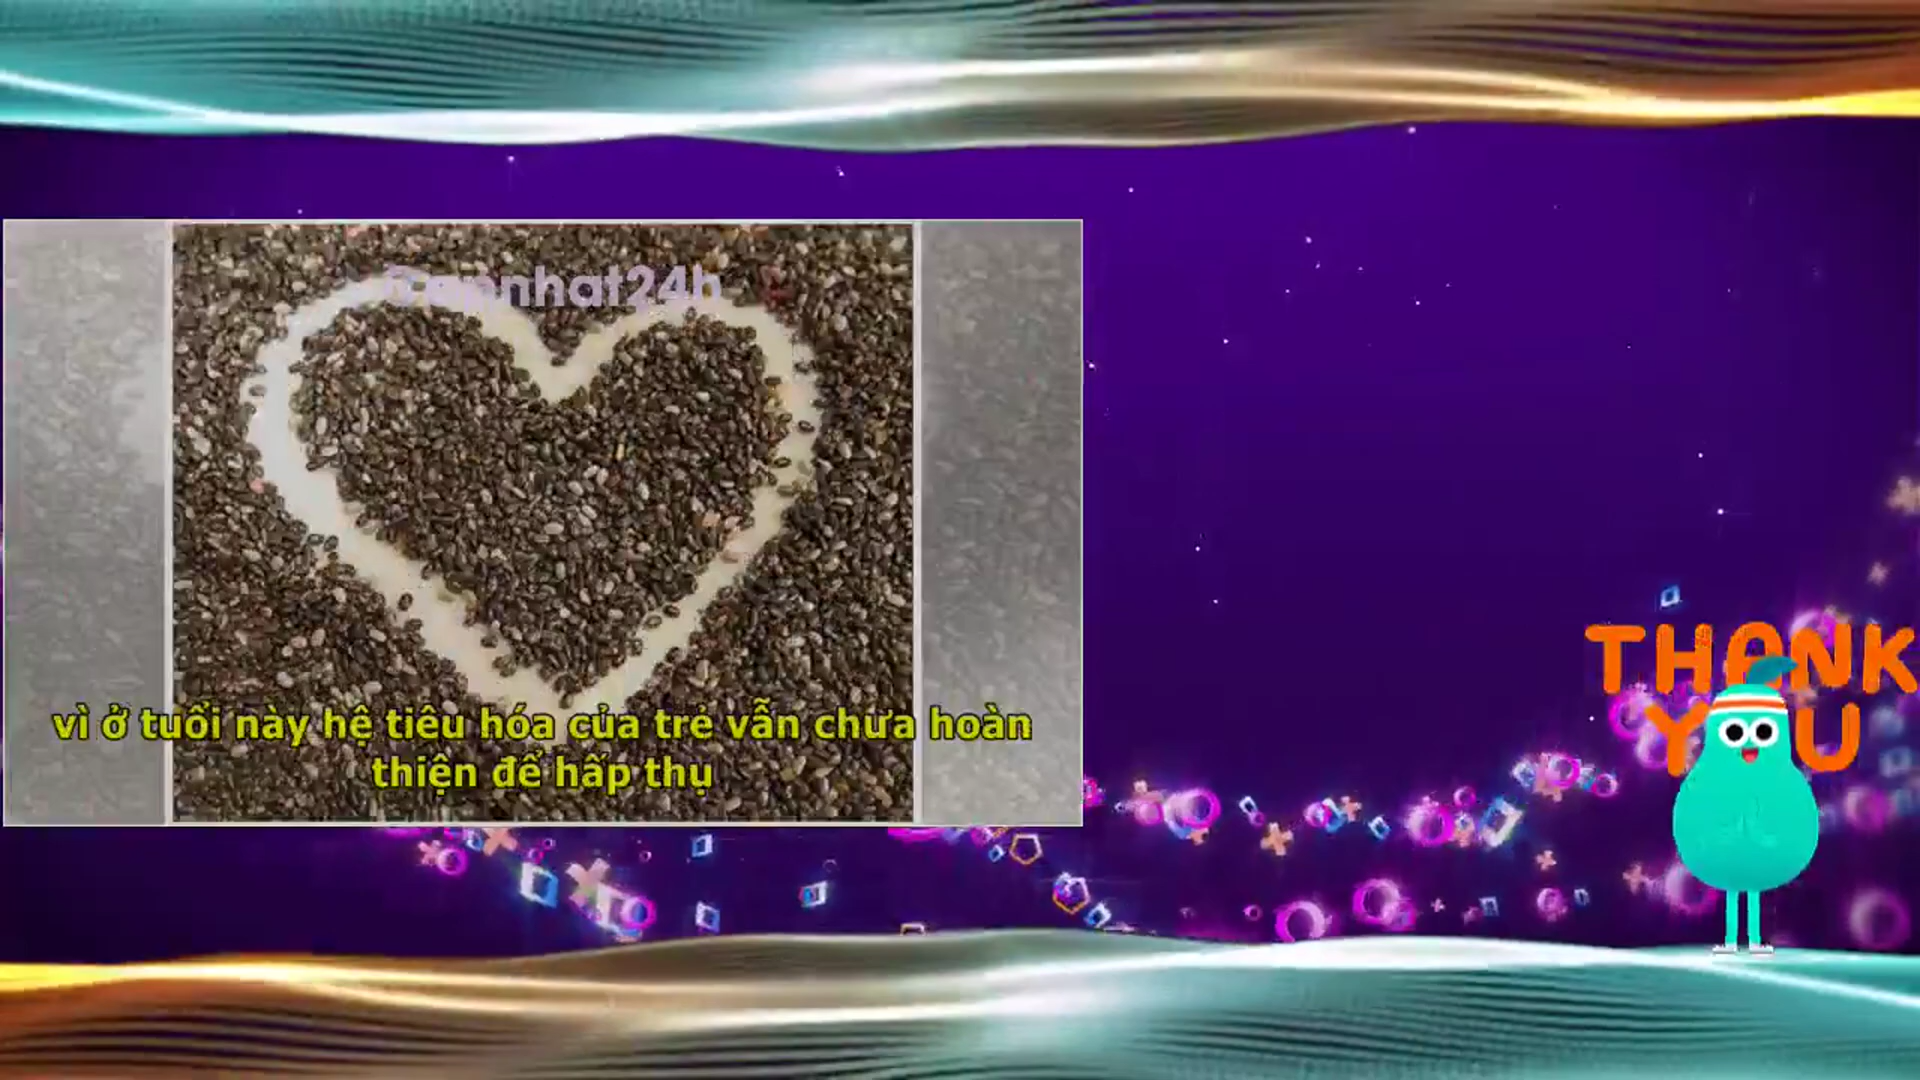 vì ở tuổi này hệ tiêu hóa của trẻ vẫn chưa hoàn
thiện để hấp thụ
THANK
YOU